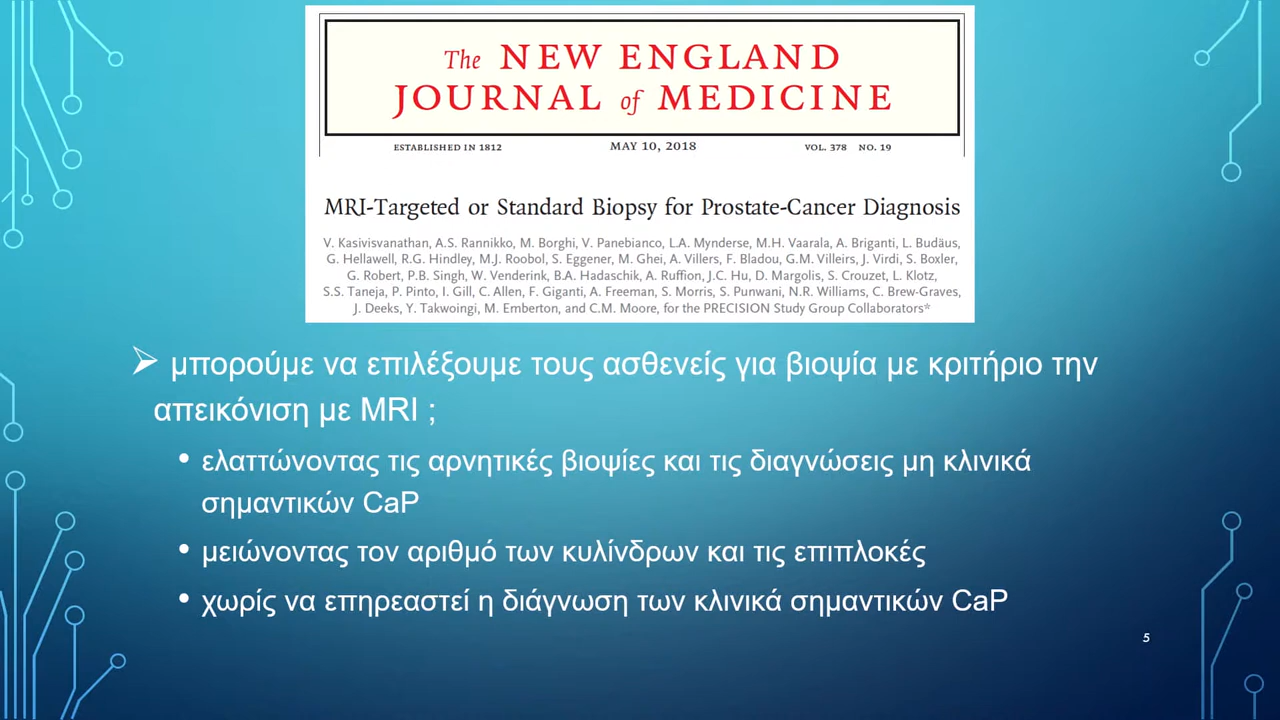 The NEW ENGLAND
JOURNAL of MEDICINE
ESTABLISHED IN 1812 MAY 10, 2018 VOL. 378 NO. 19
MRI-Targeted or Standard Biopsy for Prostate-Cancer Diagnosis
V. Kasivisvanathan, A.S. Rannikko, M. Borghi, V. Panebianco, L.A. Mynderse, M.H. Vaarala, A. Briganti, L. Budäus,
G. Hellawell, R.G. Hindley, M.J. Roobol, S. Eggener, M. Ghei, A. Villers, F. Bladou, G.M. Villeirs, J. Virdi, S. Boxler,
G. Robert, P.B. Singh, W. Venderink, B.A. Hadaschik, A. Ruffion, J.C. Hu, D. Margolis, S. Crouzet, L. Klotz,
S.S. Taneja, P. Pinto, I. Gill, C. Allen, F. Giganti, A. Freeman, S. Morris, S. Punwani, N.R. Williams, C. Brew-Graves,
J. Deeks, Y. Takwoingi, M. Emberton, and C.M. Moore, for the PRECISION Study Group Collaborators*
➢ μπορούμε να επιλέξουμε τους ασθενείς για βιοψία με κριτήριο την
απεικόνιση με MRI ;
• ελαττώνοντας τις αρνητικές βιοψίες και τις διαγνώσεις μη κλινικά
σημαντικών CaP
• μειώνοντας τον αριθμό των κυλίνδρων και τις επιπλοκές
• χωρίς να επηρεαστεί η διάγνωση των κλινικά σημαντικών CaP
5